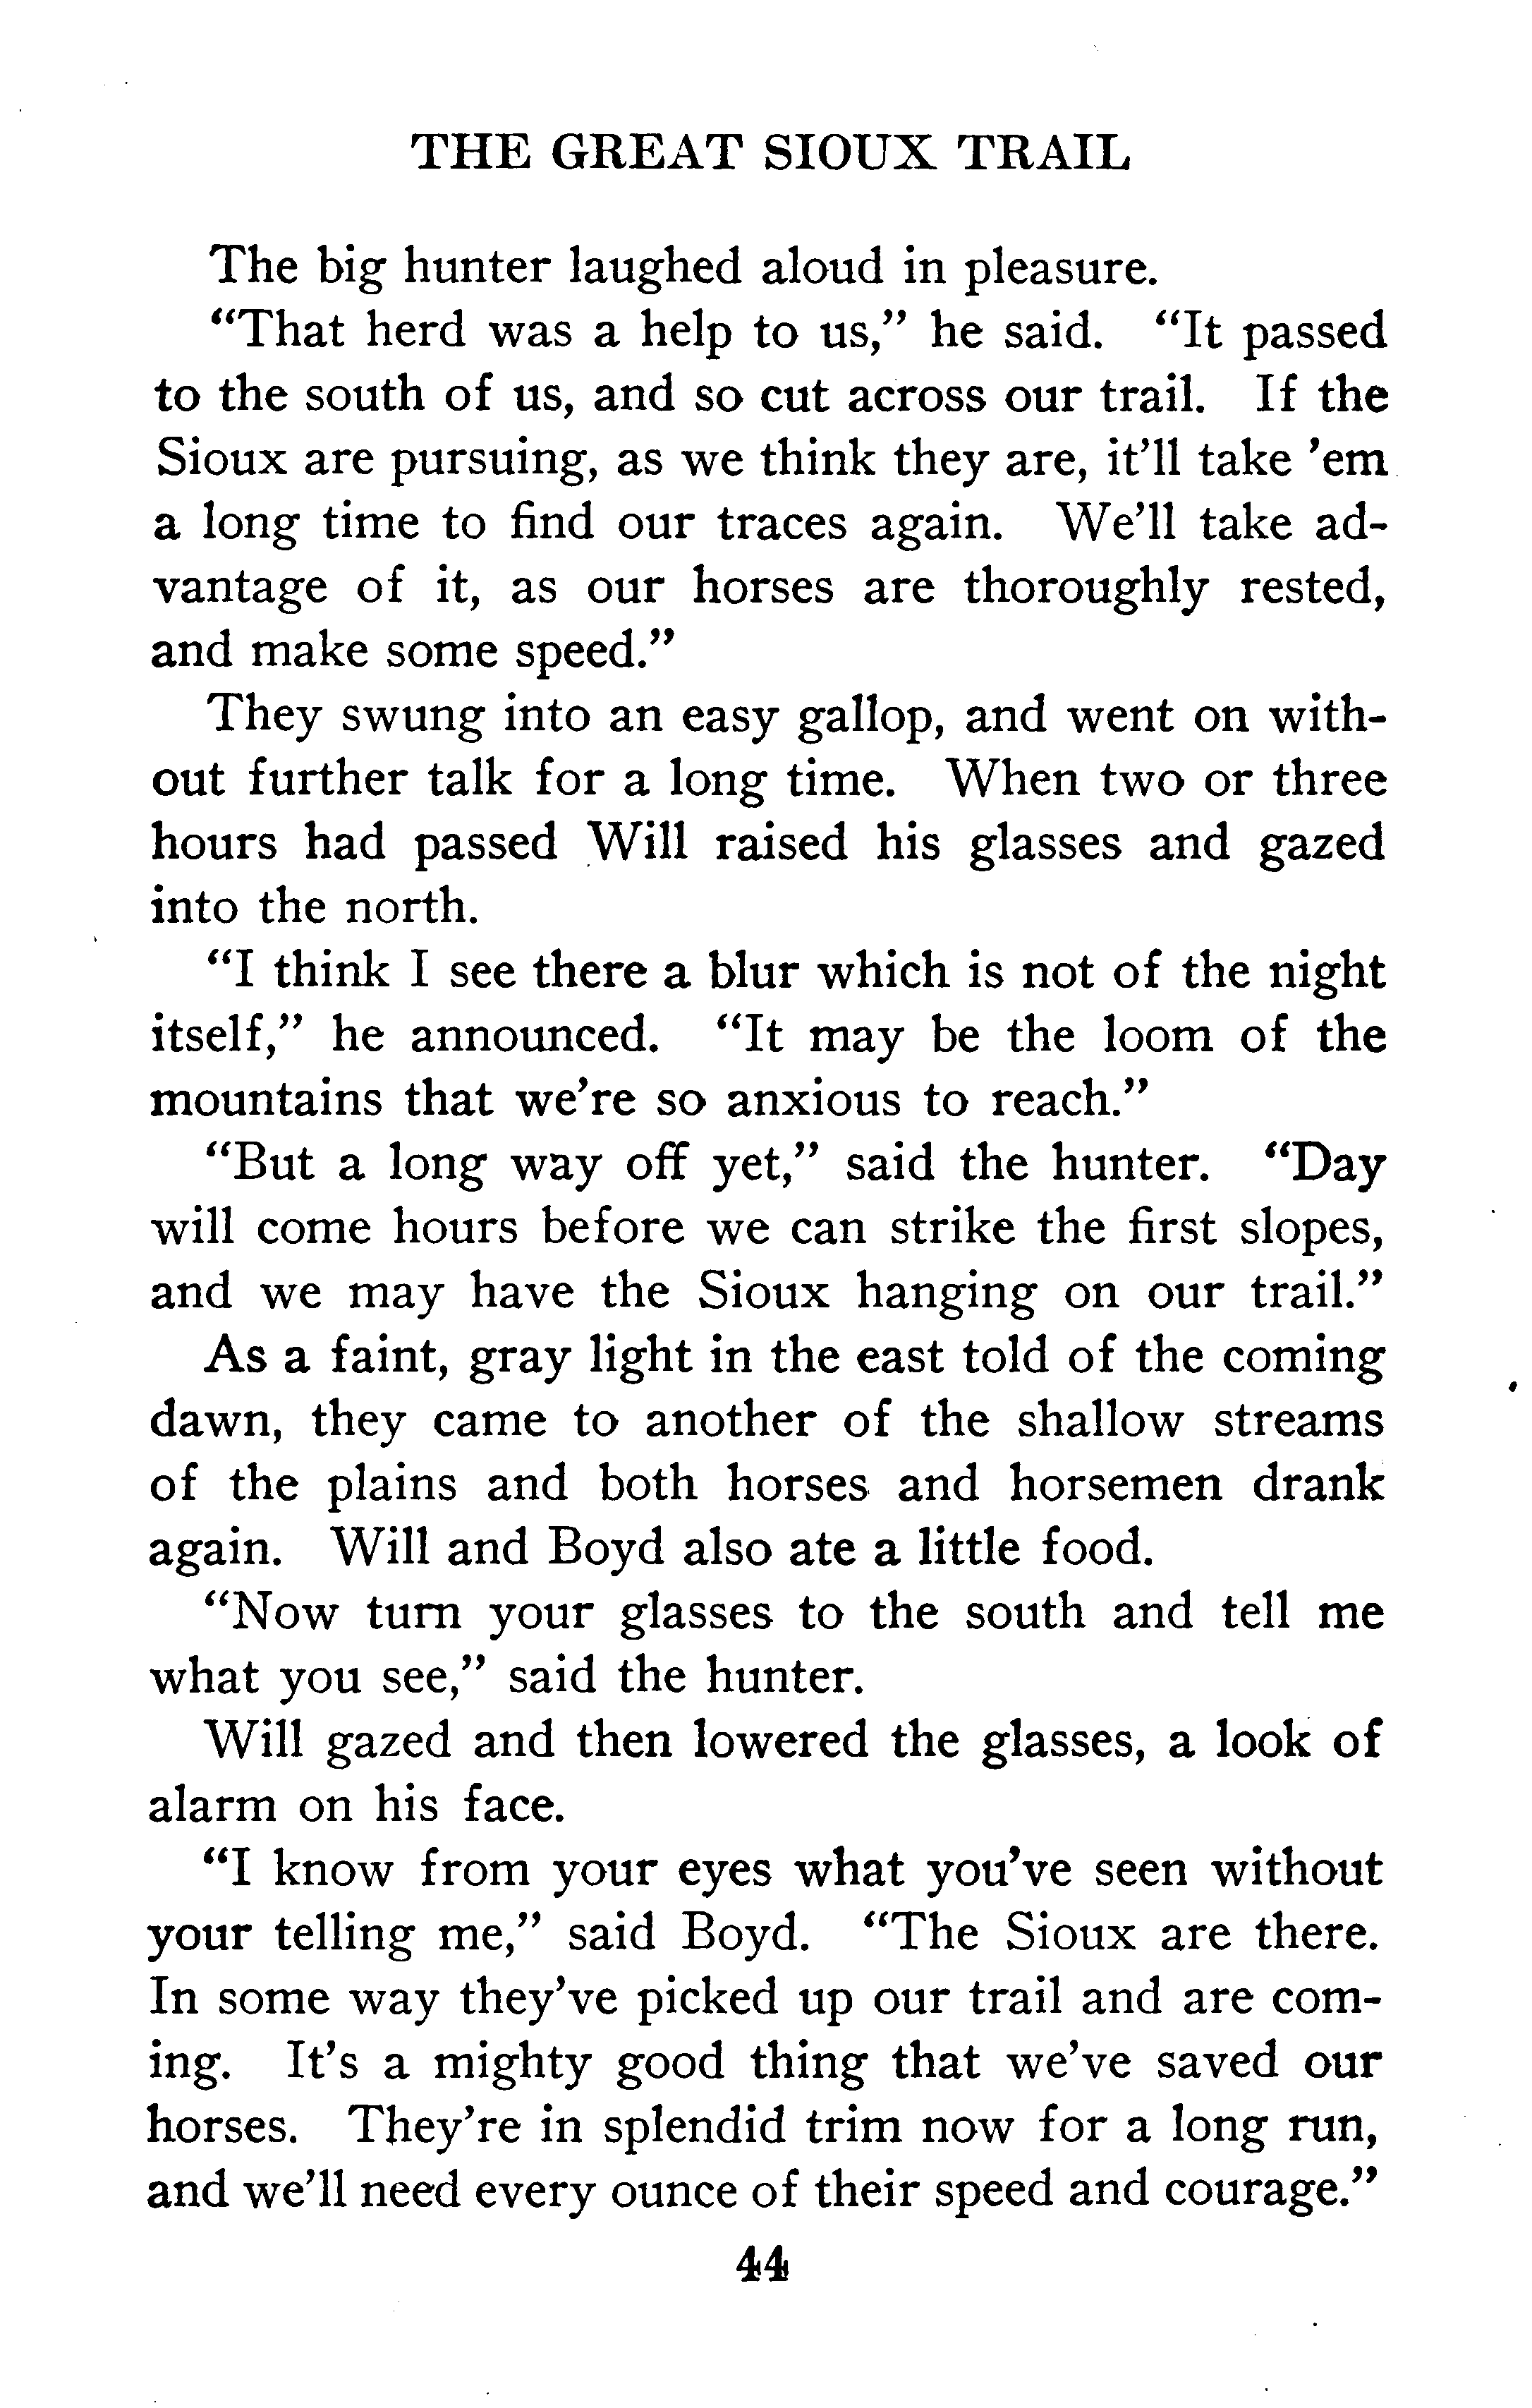 THE GREAT SIOUX TRAIL
The big hunter laughed aloud in pleasure.
“That herd was a help to us,” he said. “It passed
to the south of us, and so cut across our trail. If the
Sioux are pursuing, as we think they are, it’ll take ’em
a long time to find our traces again. We’ll take ad-
vantage of it, as our horses are thoroughly rested,
and make some speed.”
They swung into an easy gallop, and went on with-
out further talk for a long time. When two or three
hours had passed Will raised his glasses and gazed
into the north.
“I think I see there a blur which is not of the night
itself,” he announced. “It may be the loom of the
mountains that we’re so anxious to reach.”
“But a long way off yet,” said the hunter. “Day
will come hours before we can strike the first slopes,
and we may have the Sioux hanging on our trail.”
As a faint, gray light in the east told of the coming
dawn, they came to another of the shallow streams
of the plains and both horses and horsemen drank
again. Will and Boyd also ate a little food.
“Now turn your glasses to the south and tell me
what you see,” said the hunter.
Will gazed and then lowered the glasses, a look of
alarm on his face.
“I know from your eyes what you’ve seen without
your telling me,” said Boyd. “The Sioux are there.
In some way they’ve picked up our trail and are com-
ing. It’s a mighty good thing that we’ve saved our
horses. They’re in splendid trim now for a long run,
and we’ll need every ounce of their speed and courage.”
44